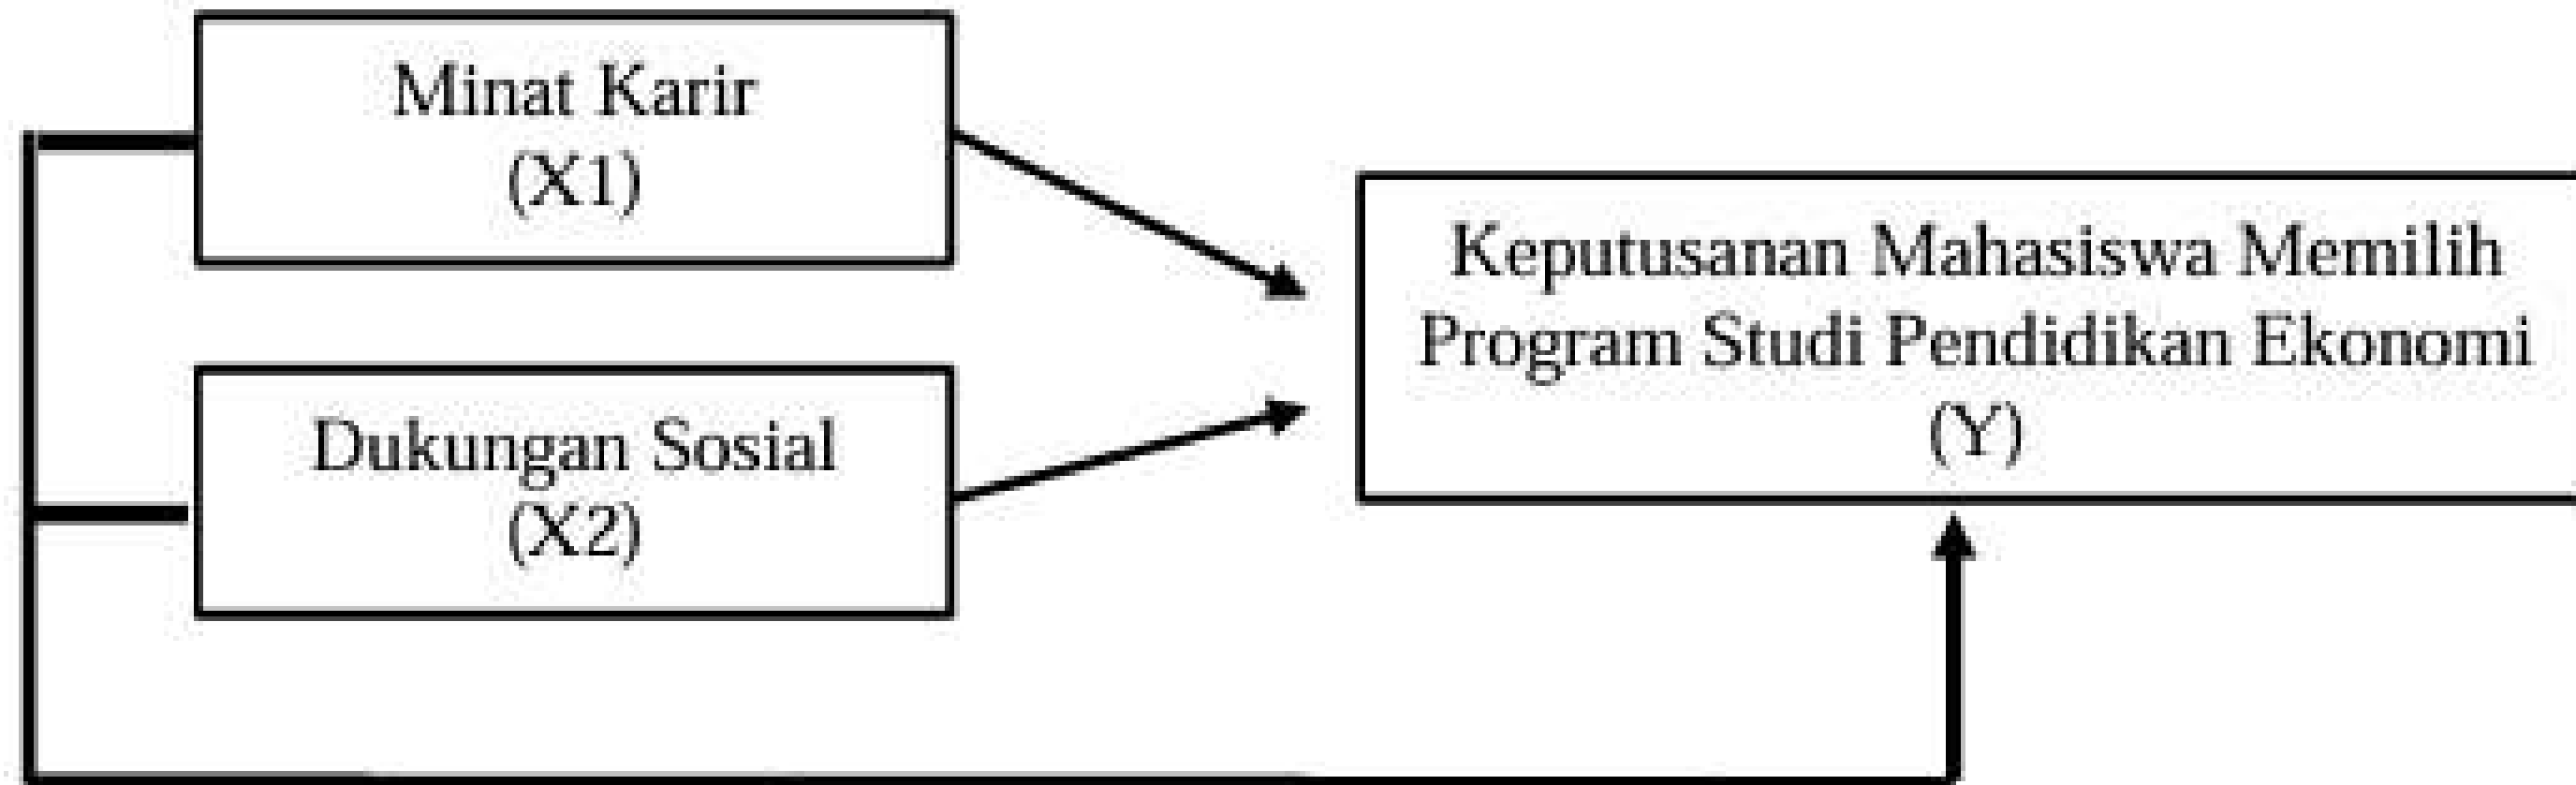 Minat Karir
(X1)
Dukungan Sosial
(X2)
Keputusanan Mahasiswa Memilih
Program Studi Pendidikan Ekonomi
(Y)